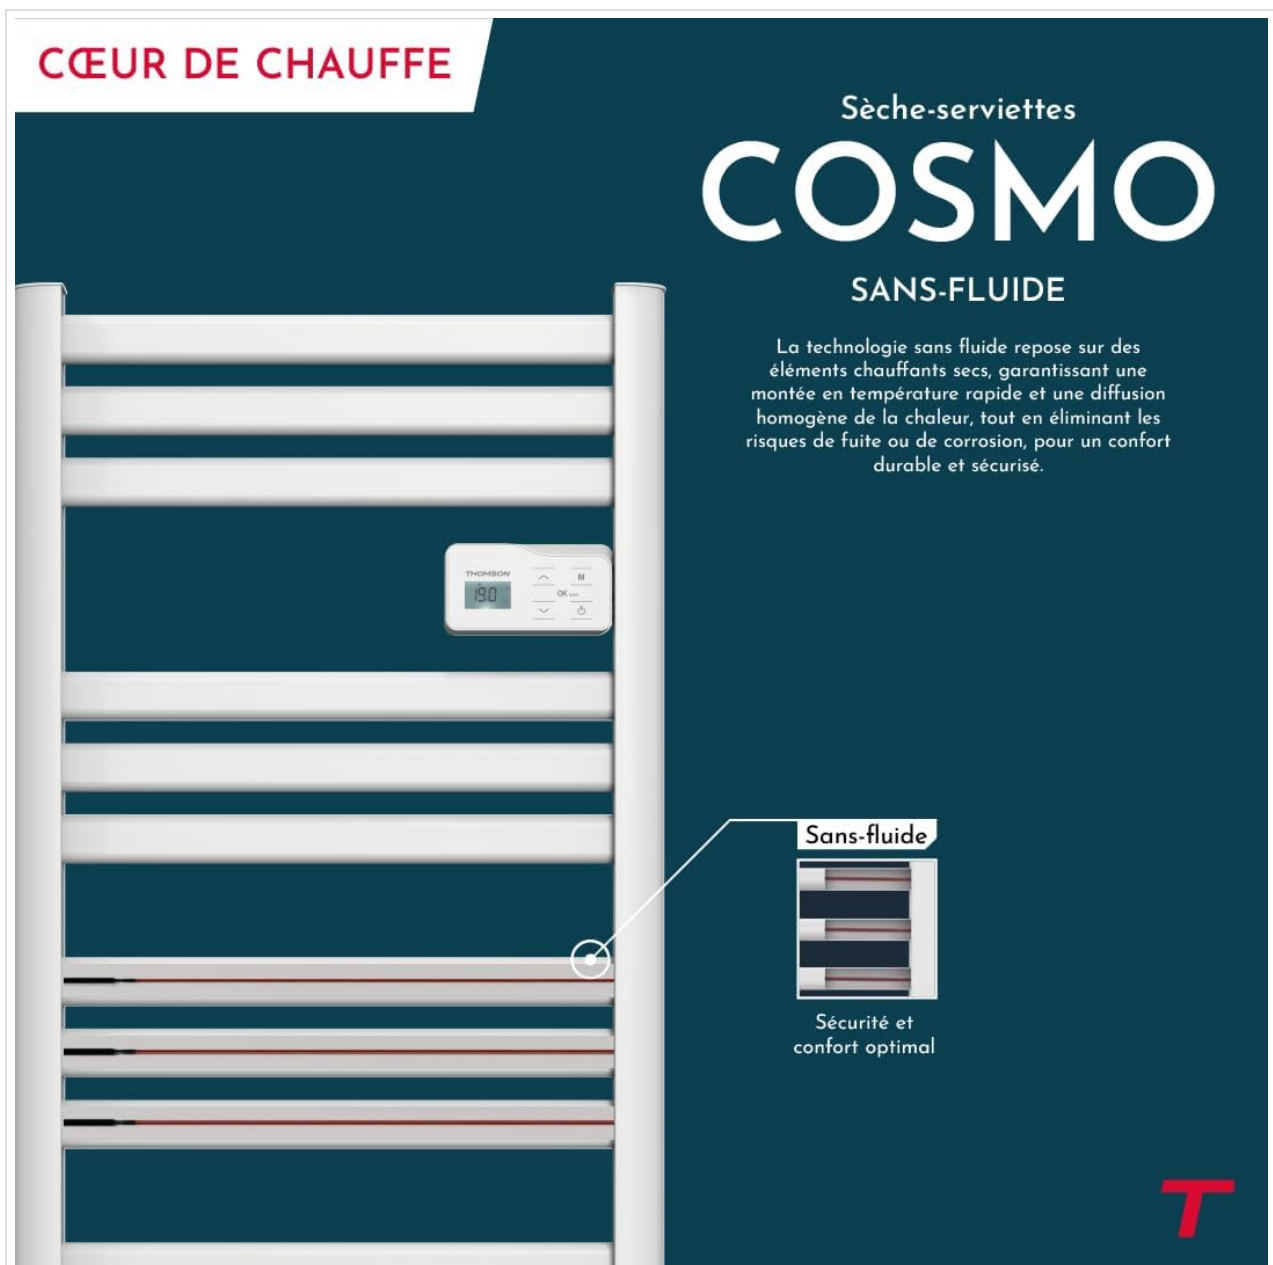 CŒUR DE CHAUFFE
Sèche-serviettes
COSMO
SANS-FLUIDE
La technologie sans fluide repose sur des
éléments chauffants secs, garantissant une
montée en température rapide et une diffusion
homogène de la chaleur, tout en éliminant les
risques de fuite ou de corrosion, pour un confort
durable et sécurisé.
THOMSON
19.0
M
OK
Sans-fluide
Sécurité et
confort optimal
T